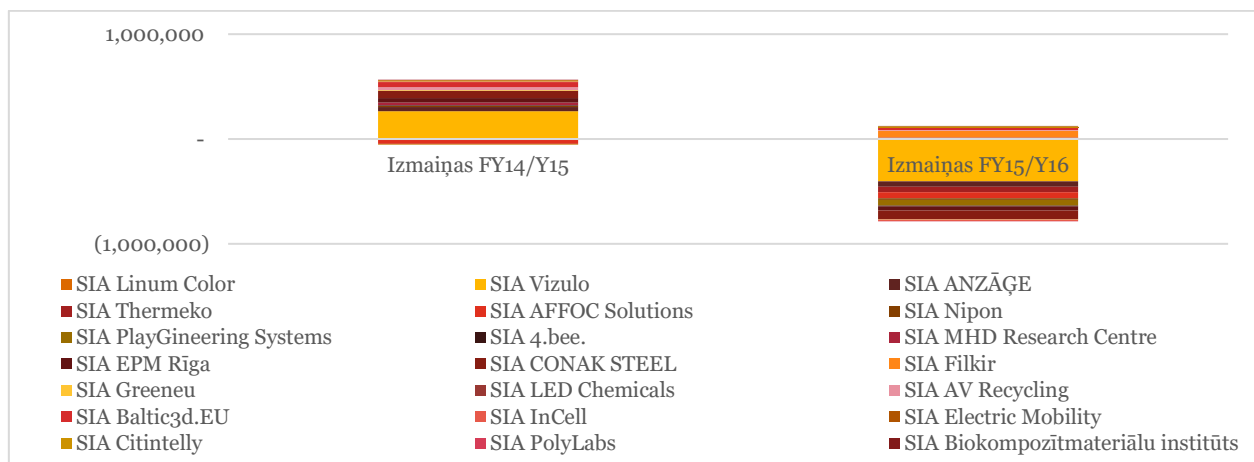 1,000,000
-
Izmaiņas FY14/Y15 Izmaiņas FY15/Y16
(1,000,000)
SIA Linum Color SIA Vizulo SIA ANZĀĢE
SIA Thermeko SIA AFFOC Solutions SIA Nipon
SIA PlayGineering Systems SIA 4.bee. SIA MHD Research Centre
SIA EPM Rīga SIA CONAK STEEL SIA Filkir
SIA Greeneu SIA LED Chemicals SIA AV Recycling
SIA Baltic3d.EU SIA InCell SIA Electric Mobility
SIA Citintelly SIA PolyLabs SIA Biokompozītmateriālu institūts